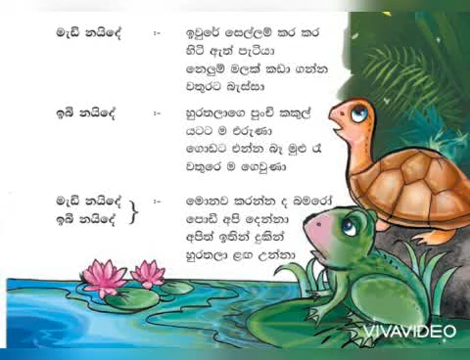 මැඩි නයිදේ :- ඉවුරේ සෙල්ලම් කර කර
හිටි ඇත් පැටියා
නෙලුම් මලක් කඩා ගන්න
වතුරට බැස්සා
ඉබි නයිදේ :- හුරතලාගෙ පුංචි කකුල්
යටට ම එරුණා
ගොඩට එන්න බෑ මුළු රෑ
වතුරෙ ම ගෙවුණා
මැඩි නයිදේ
ඉබි නයිදේ } :- මොනව කරන්න ද බමරෝ
පොඩි අපි දෙන්නා
අපිත් ඉතින් දුකින්
හුරතලා ළඟ උන්නා
VIVAVIDEO